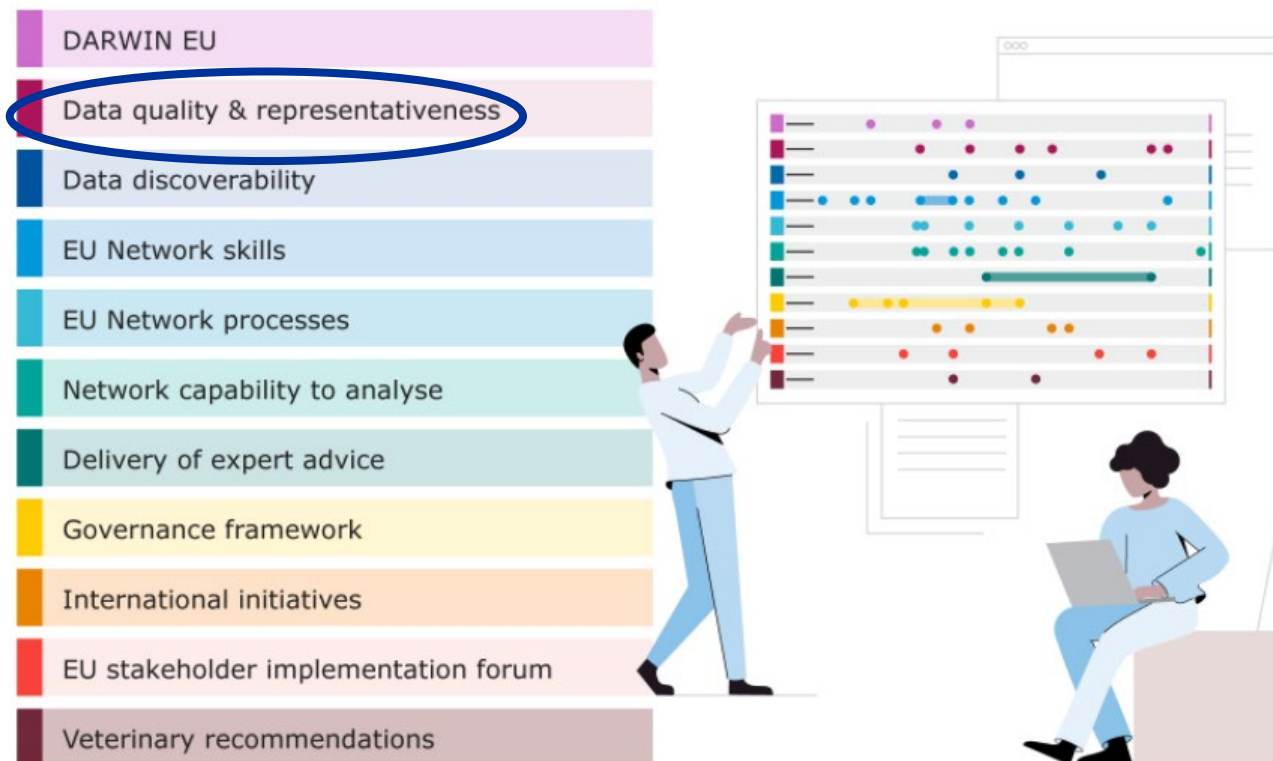 DARWIN EU
Data quality & representativeness
Data discoverability
EU Network skills
EU Network processes
Network capability to analyse
Delivery of expert advice
Governance framework
International initiatives
EU stakeholder implementation forum
Veterinary recommendations